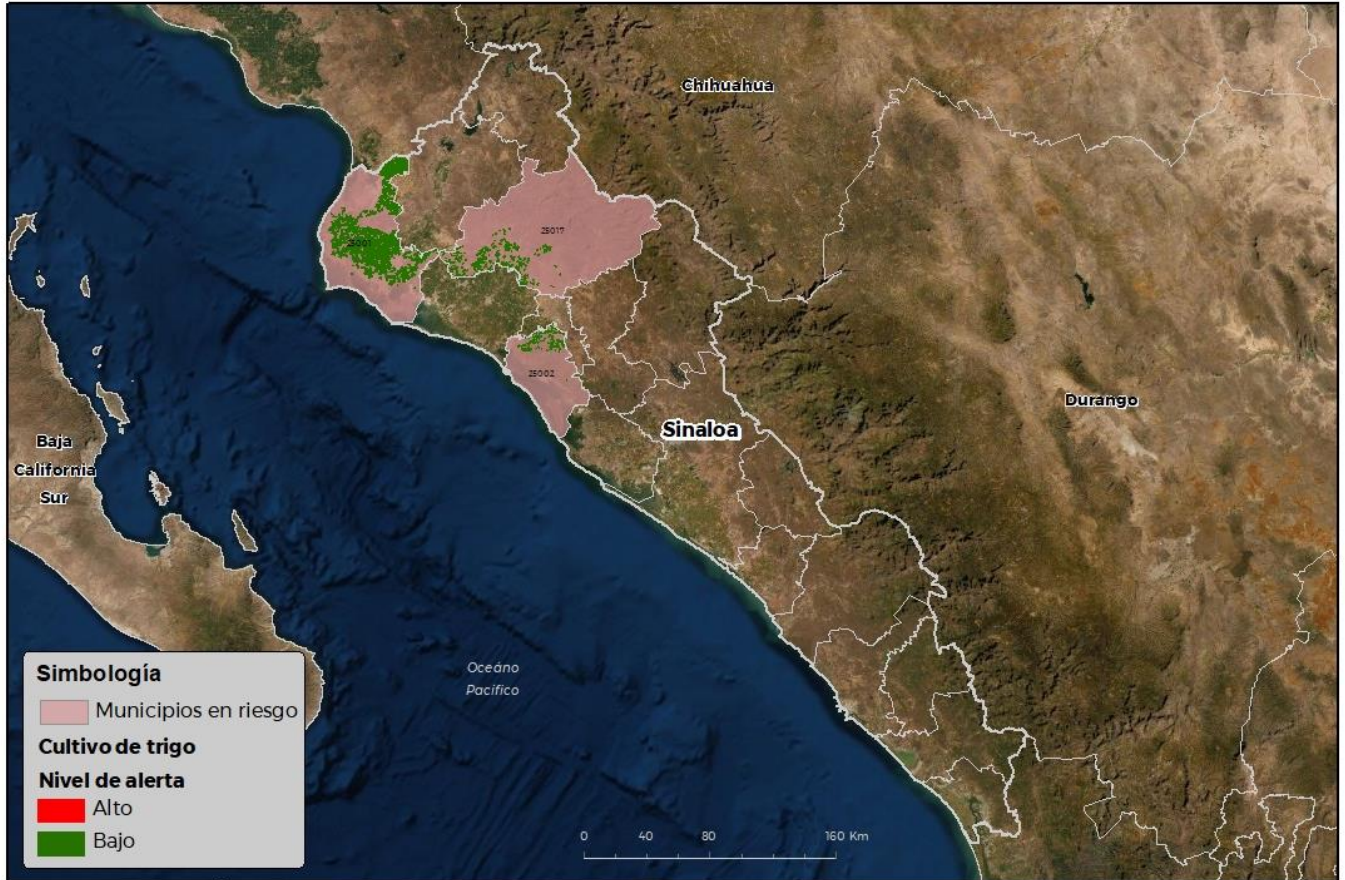 Chihuahua
25017
25001
25002
Durango
Sinaloa
Baja
California
Sur
Oceáno
Pacífico
Simbología
Municipios en riesgo
Cultivo de trigo
Nivel de alerta
Alto
Bajo
0 40 80 160 Km